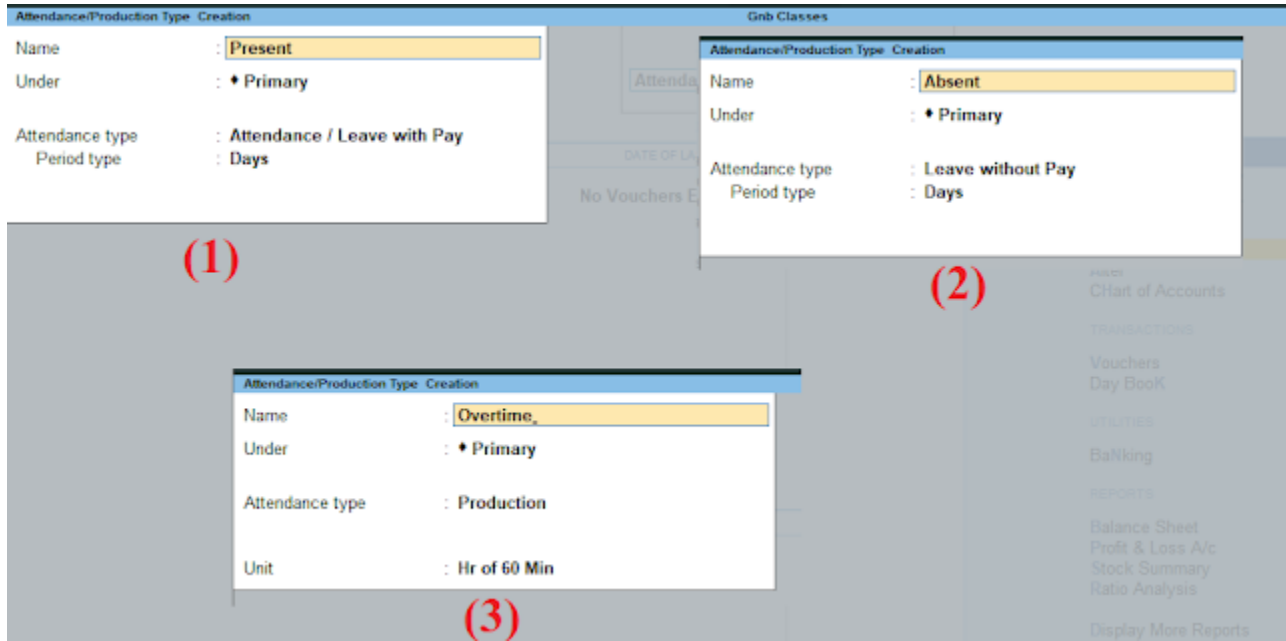 Attendance/Production Type Creation
Gnb Classes
Name : Present
Under : ♦ Primary
Attendance type : Attendance / Leave with Pay
Period type : Days
(1)
Attendance/Production Type Creation
Name : Absent
Under : ♦ Primary
Attendance type : Leave without Pay
Period type : Days
(2)
Attenda
DATE OF LA
No Vouchers E
CHart of Accounts
TRANSACTIONS
Vouchers
Day BooK
UTILITIES
BaNking
REPORTS
Balance Sheet
Profit & Loss A/c
Stock Summary
Ratio Analysis
Display More Reports
Attendance/Production Type Creation
Name : Overtime
Under : ♦ Primary
Attendance type : Production
Unit : Hr of 60 Min
(3)